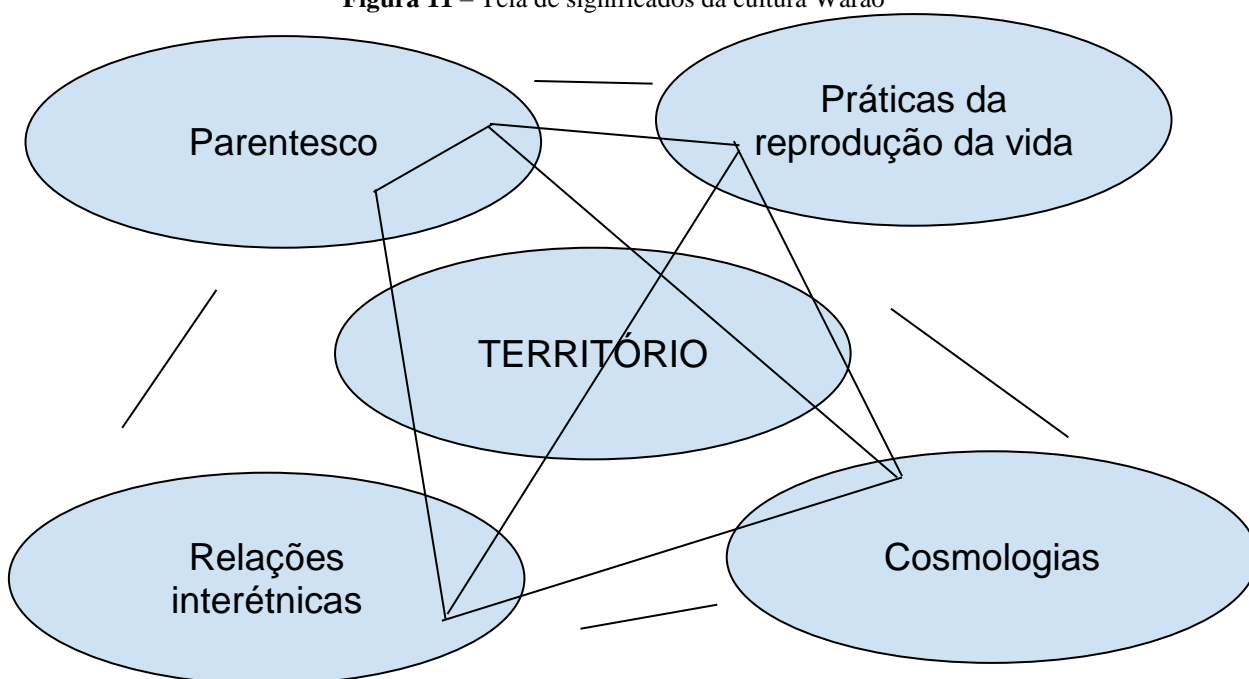 Figura 11 – Teia de significados da cultura Warao
Parentesco
Práticas da
reprodução da vida
TERRITÓRIO
Relações
interétnicas
Cosmologias